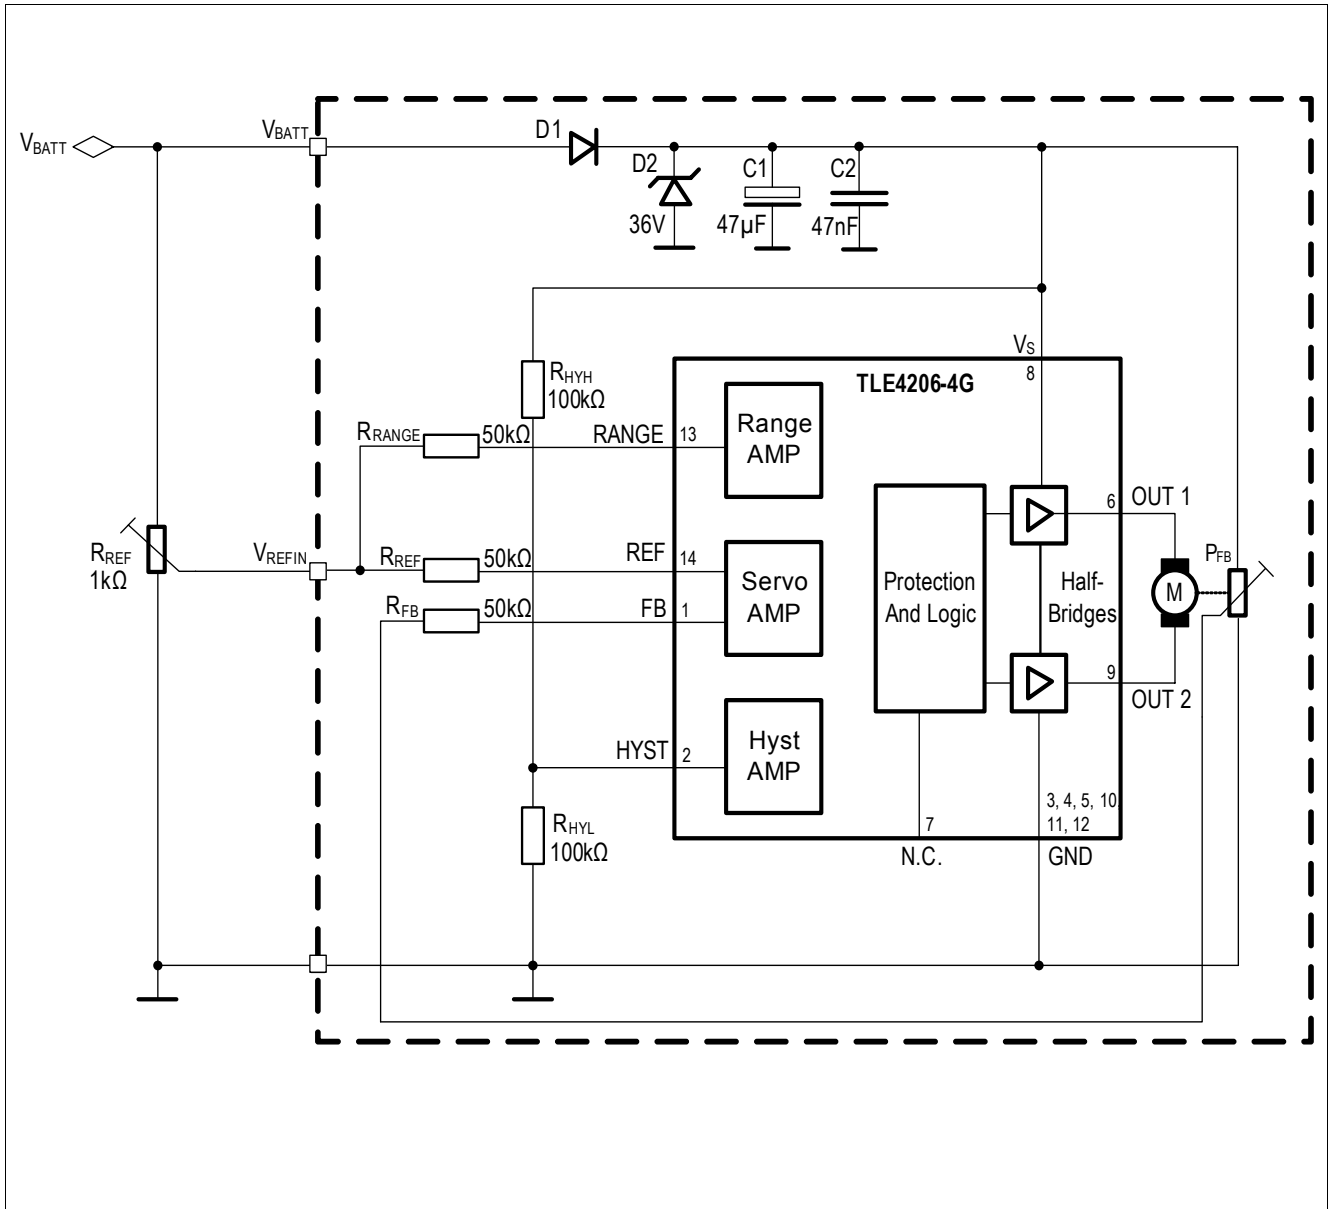 VBATT
VBATT
D1
D2
36V
C1
47µF
C2
47nF
VS
8
TLE4206-4G
RHYH
100kΩ
RRANGE
50kΩ
RANGE
13
Range
AMP
RREF
1kΩ
VREFIN
RREF
50kΩ
REF
14
RFB
50kΩ
FB
1
Servo
AMP
Protection
And Logic
Half-
Bridges
6
OUT 1
M
PFB
9
OUT 2
HYST
2
Hyst
AMP
RHYL
100kΩ
7
N.C.
3, 4, 5, 10,
11, 12
GND